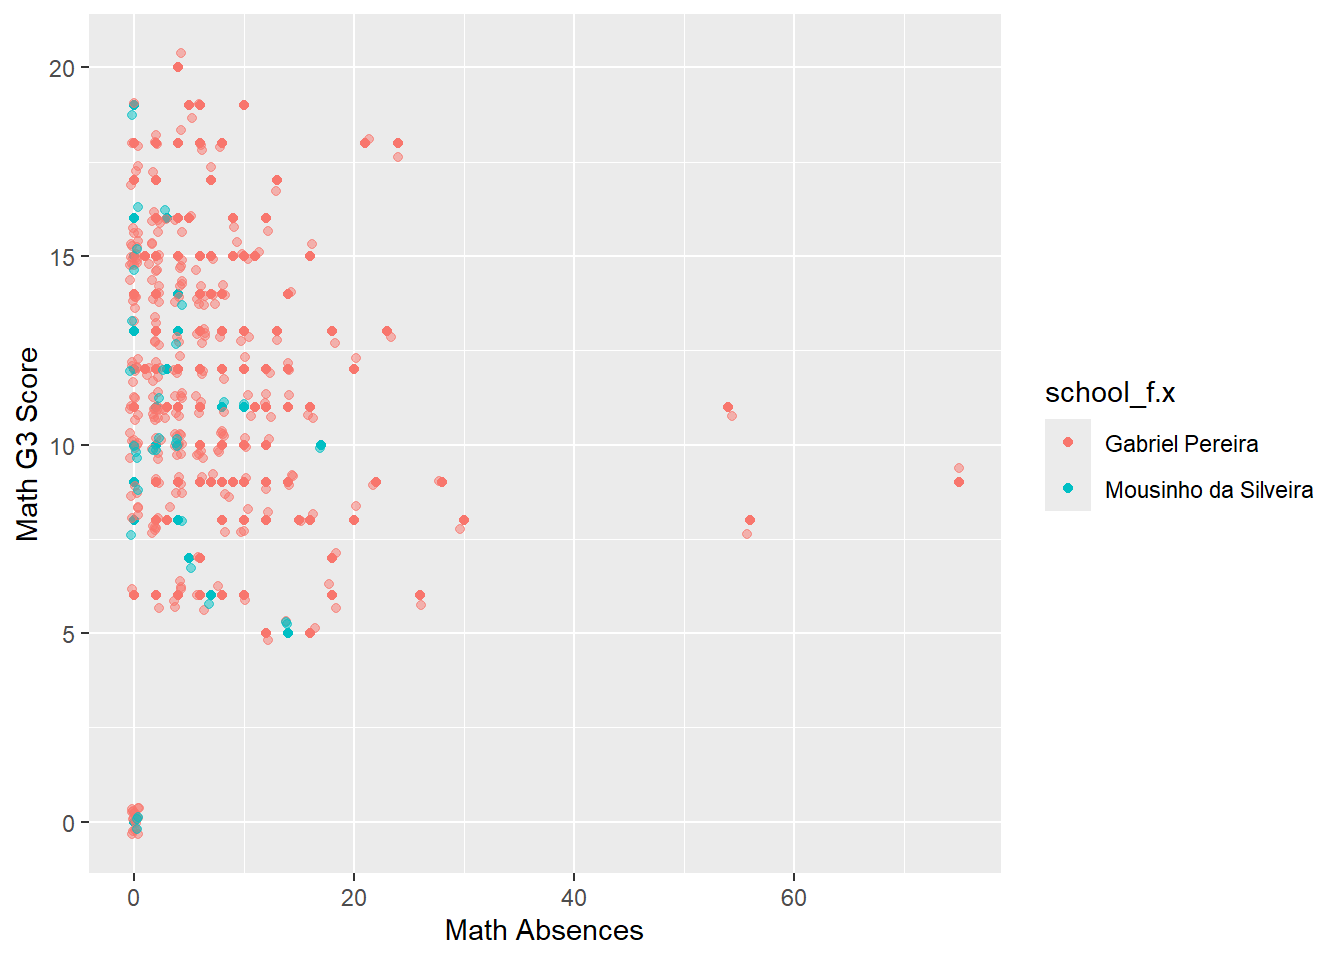 20
15
10
5
0
0
20
40
60
Math Absences
Math G3 Score
school_f.x
Gabriel Pereira
Mousinho da Silveira